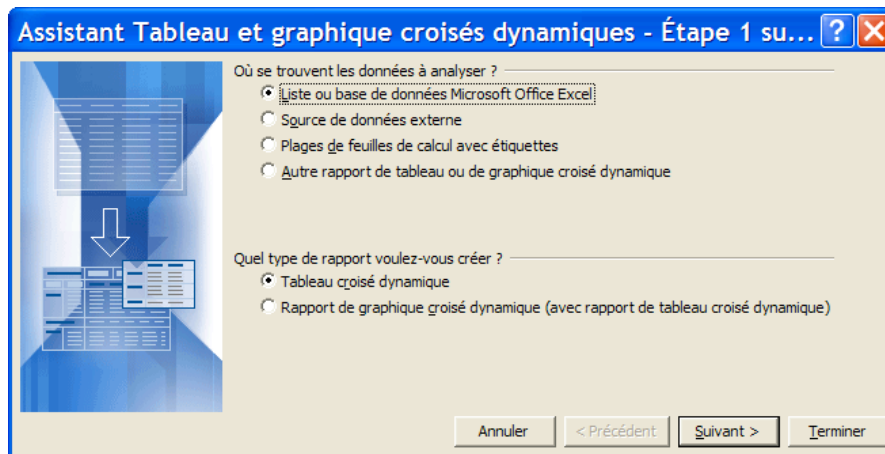 Assistant Tableau et graphique croisés dynamiques - Étape 1 su...
Où se trouvent les données à analyser ?
Liste ou base de données Microsoft Office Excel
Source de données externe
Plages de feuilles de calcul avec étiquettes
Autre rapport de tableau ou de graphique croisé dynamique
Quel type de rapport voulez-vous créer ?
Tableau croisé dynamique
Rapport de graphique croisé dynamique (avec rapport de tableau croisé dynamique)
Annuler
< Précédent
Suivant >
Terminer